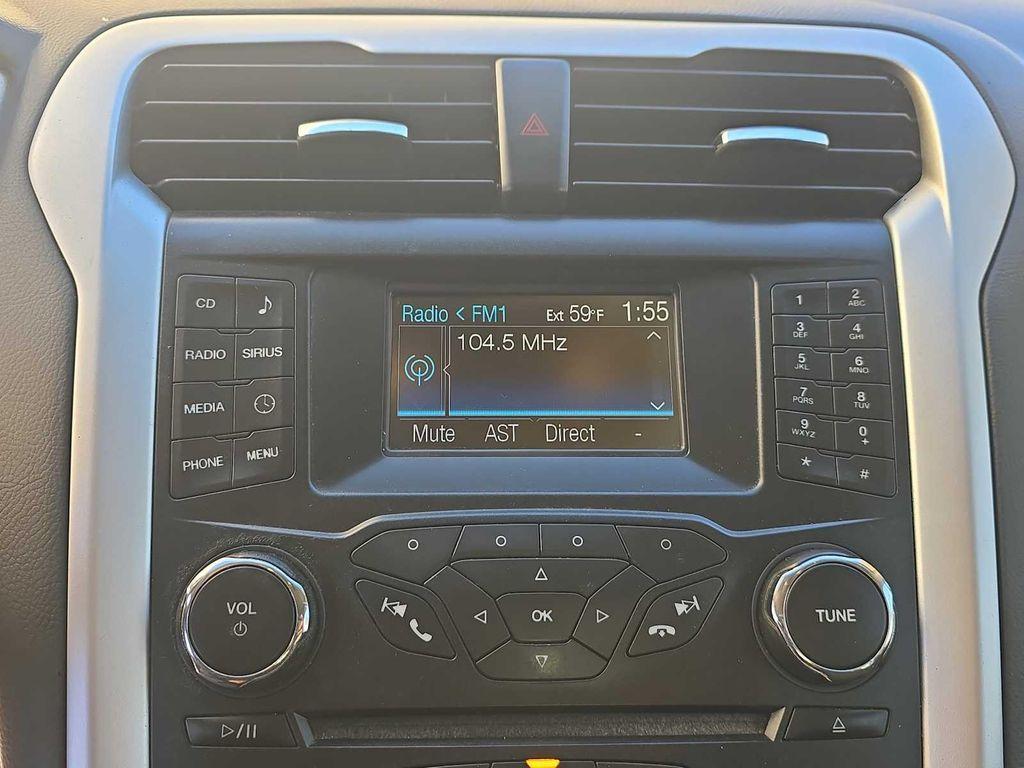 Radio < FM1 Ext 59°F 1:55
104.5 MHz
Mute AST Direct -
CD
RADIO SIRIUS
MEDIA
PHONE MENU
1 2 ABC
3 DEF 4 GHI
5 JKL 6 MNO
7 PQRS 8 TUV
9 WXYZ 0 +
* #
VOL
OK
TUNE